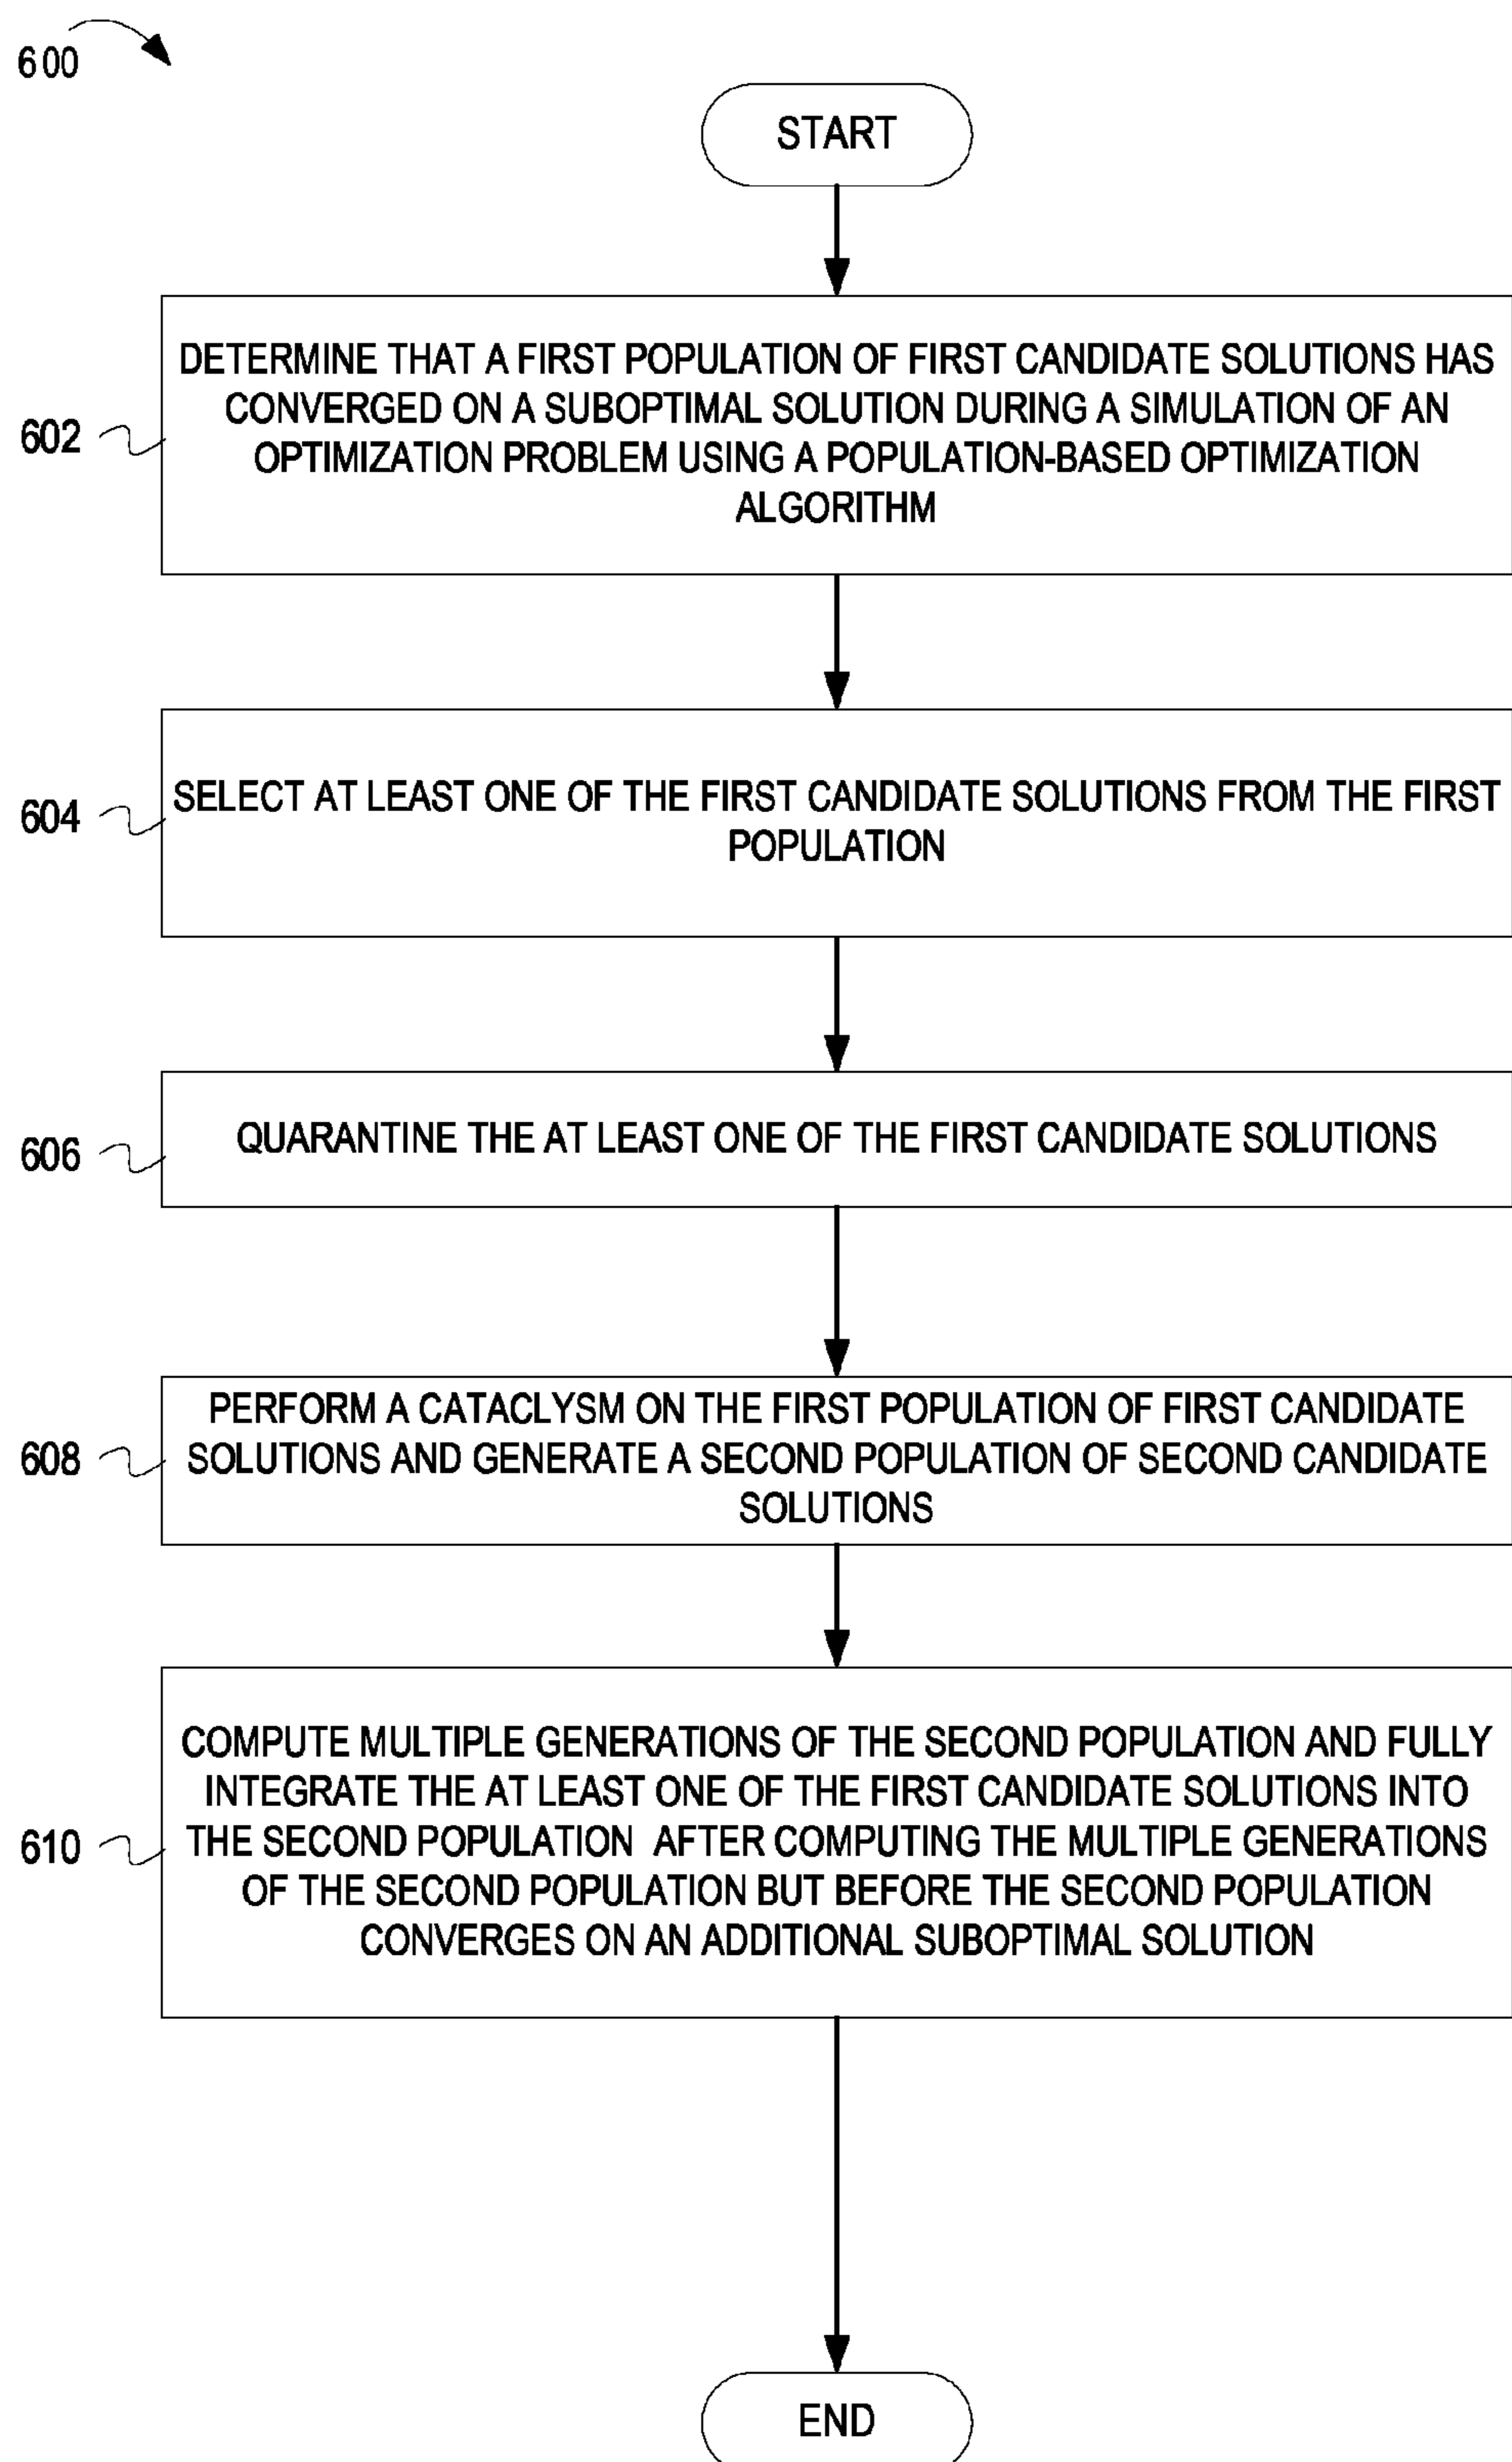 600
START
602
DETERMINE THAT A FIRST POPULATION OF FIRST CANDIDATE SOLUTIONS HAS
CONVERGED ON A SUBOPTIMAL SOLUTION DURING A SIMULATION OF AN
OPTIMIZATION PROBLEM USING A POPULATION-BASED OPTIMIZATION
ALGORITHM
604
SELECT AT LEAST ONE OF THE FIRST CANDIDATE SOLUTIONS FROM THE FIRST
POPULATION
606
QUARANTINE THE AT LEAST ONE OF THE FIRST CANDIDATE SOLUTIONS
608
PERFORM A CATACLYSM ON THE FIRST POPULATION OF FIRST CANDIDATE
SOLUTIONS AND GENERATE A SECOND POPULATION OF SECOND CANDIDATE
SOLUTIONS
610
COMPUTE MULTIPLE GENERATIONS OF THE SECOND POPULATION AND FULLY
INTEGRATE THE AT LEAST ONE OF THE FIRST CANDIDATE SOLUTIONS INTO
THE SECOND POPULATION AFTER COMPUTING THE MULTIPLE GENERATIONS
OF THE SECOND POPULATION BUT BEFORE THE SECOND POPULATION
CONVERGES ON AN ADDITIONAL SUBOPTIMAL SOLUTION
END